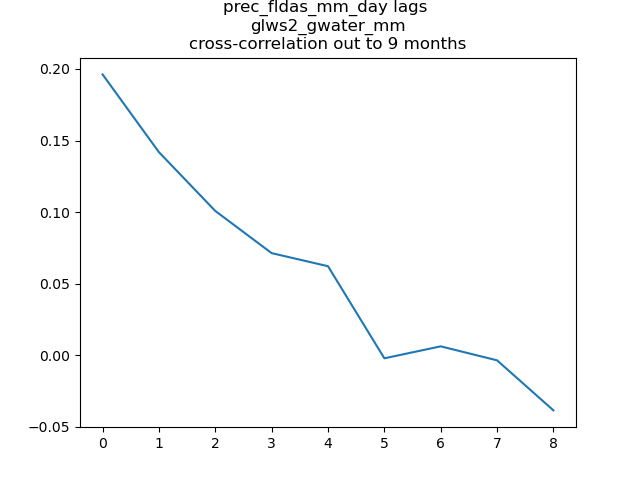 prec_fldas_mm_day lags
glws2_gwater_mm
cross-correlation out to 9 months
0.20
0.15
0.10
0.05
0.00
−0.05
0 1 2 3 4 5 6 7 8